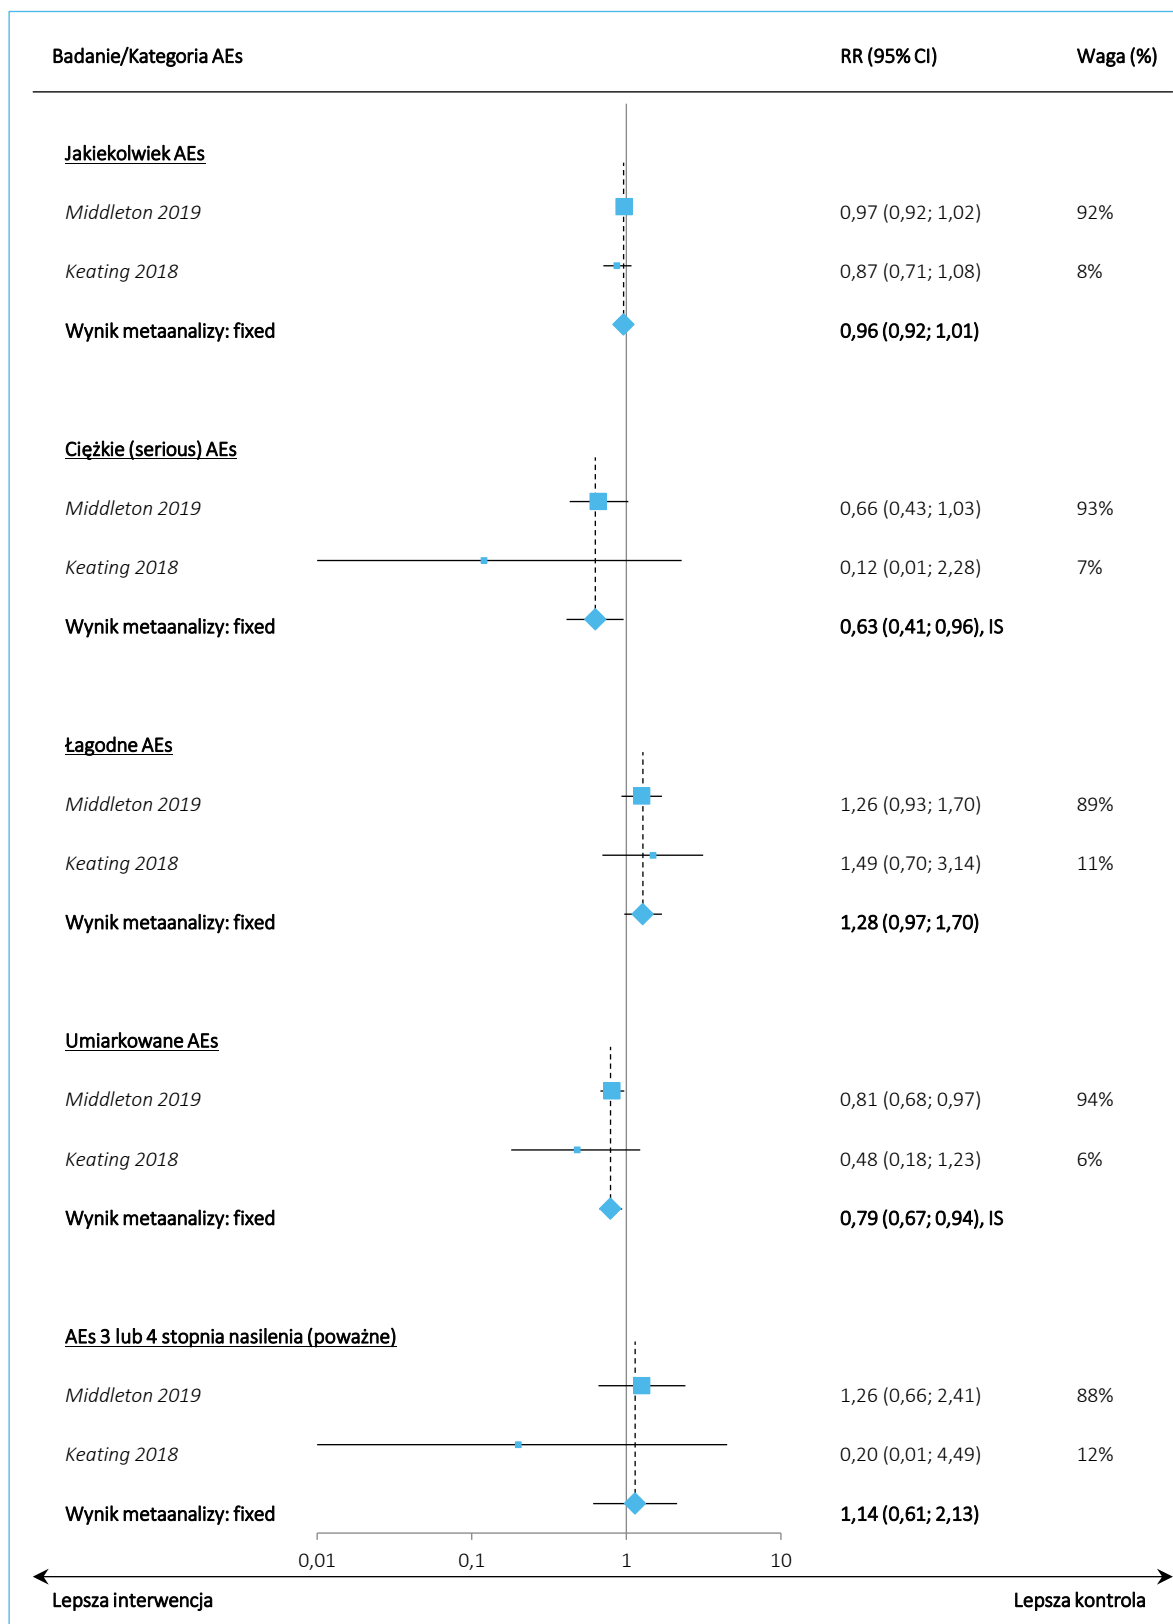 Badanie/Kategoria AEs RR (95% CI) Waga (%)
Jakiekolwiek AEs
Middleton 2019 0,97 (0,92; 1,02) 92%
Keating 2018 0,87 (0,71; 1,08) 8%
Wynik metaanalizy: fixed 0,96 (0,92; 1,01)
Ciężkie (serious) AEs
Middleton 2019 0,66 (0,43; 1,03) 93%
Keating 2018 0,12 (0,01; 2,28) 7%
Wynik metaanalizy: fixed 0,63 (0,41; 0,96), IS
Łagodne AEs
Middleton 2019 1,26 (0,93; 1,70) 89%
Keating 2018 1,49 (0,70; 3,14) 11%
Wynik metaanalizy: fixed 1,28 (0,97; 1,70)
Umiarkowane AEs
Middleton 2019 0,81 (0,68; 0,97) 94%
Keating 2018 0,48 (0,18; 1,23) 6%
Wynik metaanalizy: fixed 0,79 (0,67; 0,94), IS
AEs 3 lub 4 stopnia nasilenia (poważne)
Middleton 2019 1,26 (0,66; 2,41) 88%
Keating 2018 0,20 (0,01; 4,49) 12%
Wynik metaanalizy: fixed 1,14 (0,61; 2,13)
0,01 0,1 1 10
Lepsza interwencja Lepsza kontrola